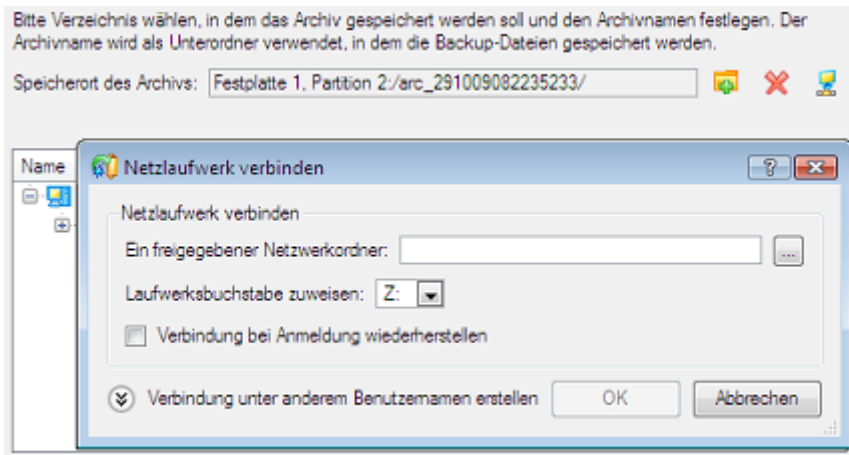 Bitte Verzeichnis wählen, in dem das Archiv gespeichert werden soll und den Archivnamen festlegen. Der
Archivname wird als Unterordner verwendet, in dem die Backup-Dateien gespeichert werden.
Speicherort des Archivs: Festplatte 1, Partition 2:/arc_291009082235233/
Name
Netzlaufwerk verbinden
Netzlaufwerk verbinden
Ein freigegebener Netzwerkordner: ...
Laufwerksbuchstabe zuweisen: Z:
Verbindung bei Anmeldung wiederherstellen
Verbindung unter anderem Benutzernamen erstellen OK Abbrechen